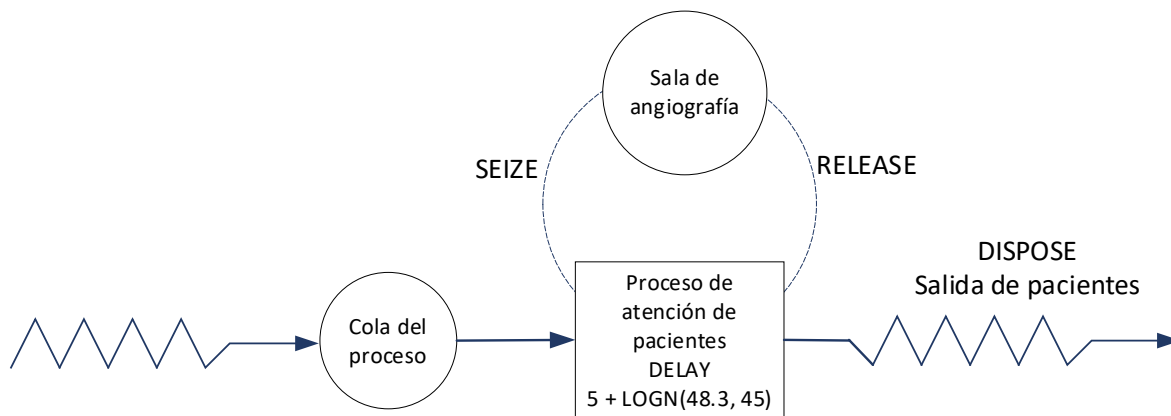 Sala de
angiografía
SEIZE
RELEASE
DISPOSE
Salida de pacientes
Cola del
proceso
Proceso de
atención de
pacientes
DELAY
5 + LOGN(48.3, 45)